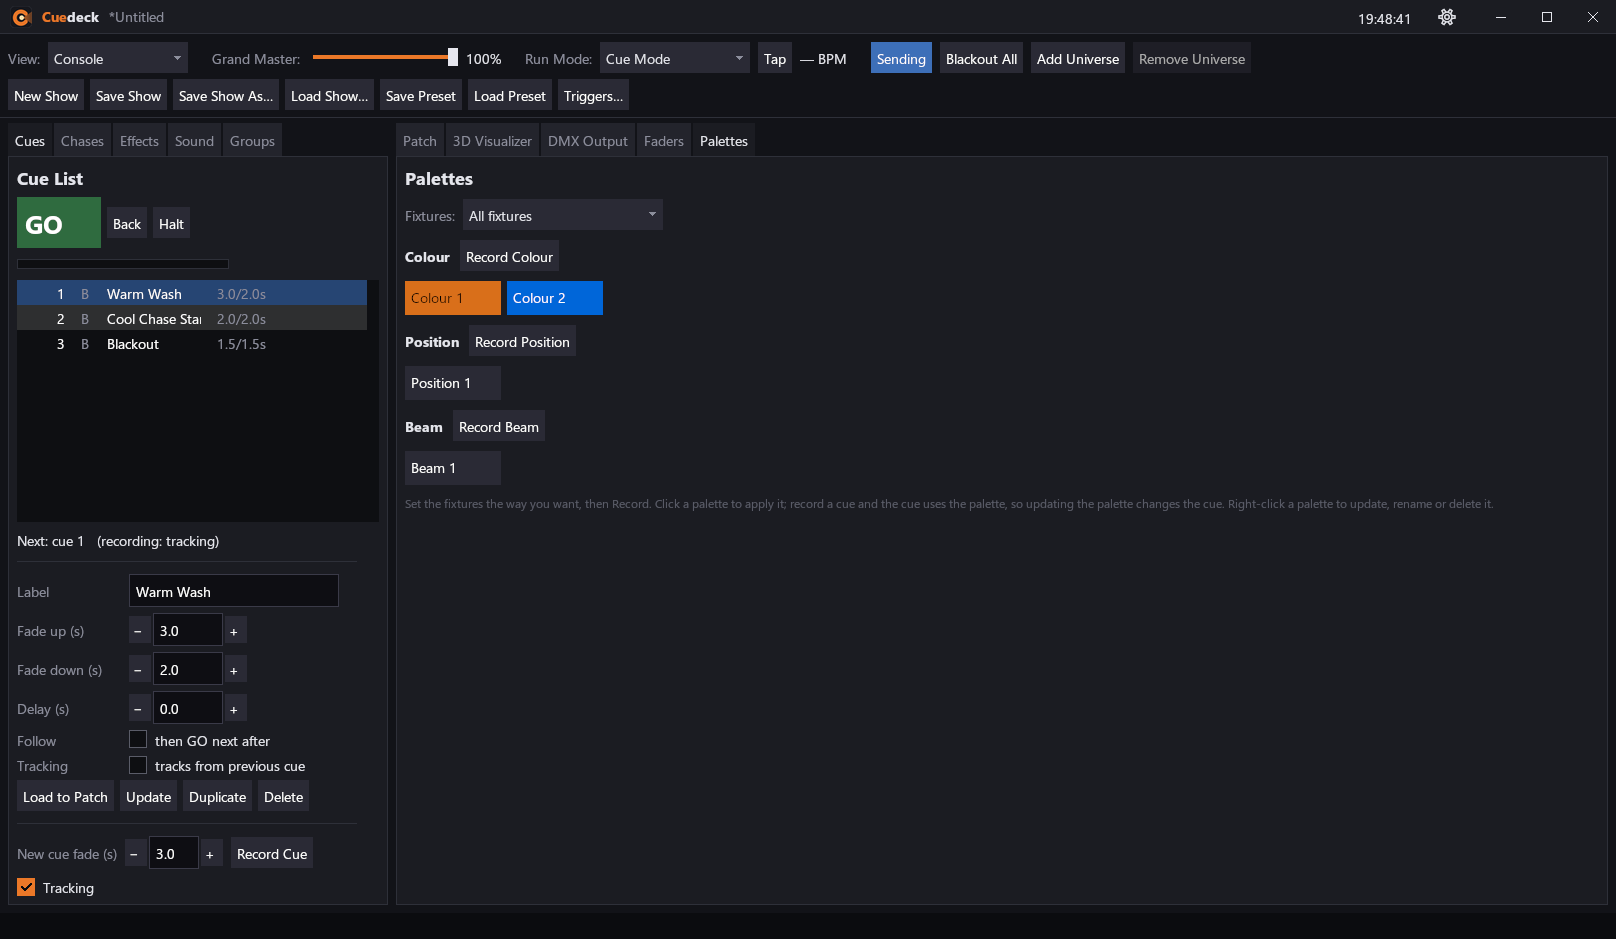 Cuedeck *Untitled 19:48:41
View: Console Grand Master: 100% Run Mode: Cue Mode Tap — BPM Sending Blackout All Add Universe Remove Universe
New Show Save Show Save Show As... Load Show... Save Preset Load Preset Triggers...
Cues Chases Effects Sound Groups
Cue List
GO Back Halt
1 B Warm Wash 3.0/2.0s
2 B Cool Chase Star 2.0/2.0s
3 B Blackout 1.5/1.5s
Next: cue 1 (recording: tracking)
Label Warm Wash
Fade up (s) − 3.0 +
Fade down (s) − 2.0 +
Delay (s) − 0.0 +
Follow then GO next after
Tracking tracks from previous cue
Load to Patch Update Duplicate Delete
New cue fade (s) − 3.0 + Record Cue
Tracking
Patch 3D Visualizer DMX Output Faders Palettes
Palettes
Fixtures: All fixtures
Colour Record Colour
Colour 1 Colour 2
Position Record Position
Position 1
Beam Record Beam
Beam 1
Set the fixtures the way you want, then Record. Click a palette to apply it; record a cue and the cue uses the palette, so updating the palette changes the cue. Right-click a palette to update, rename or delete it.